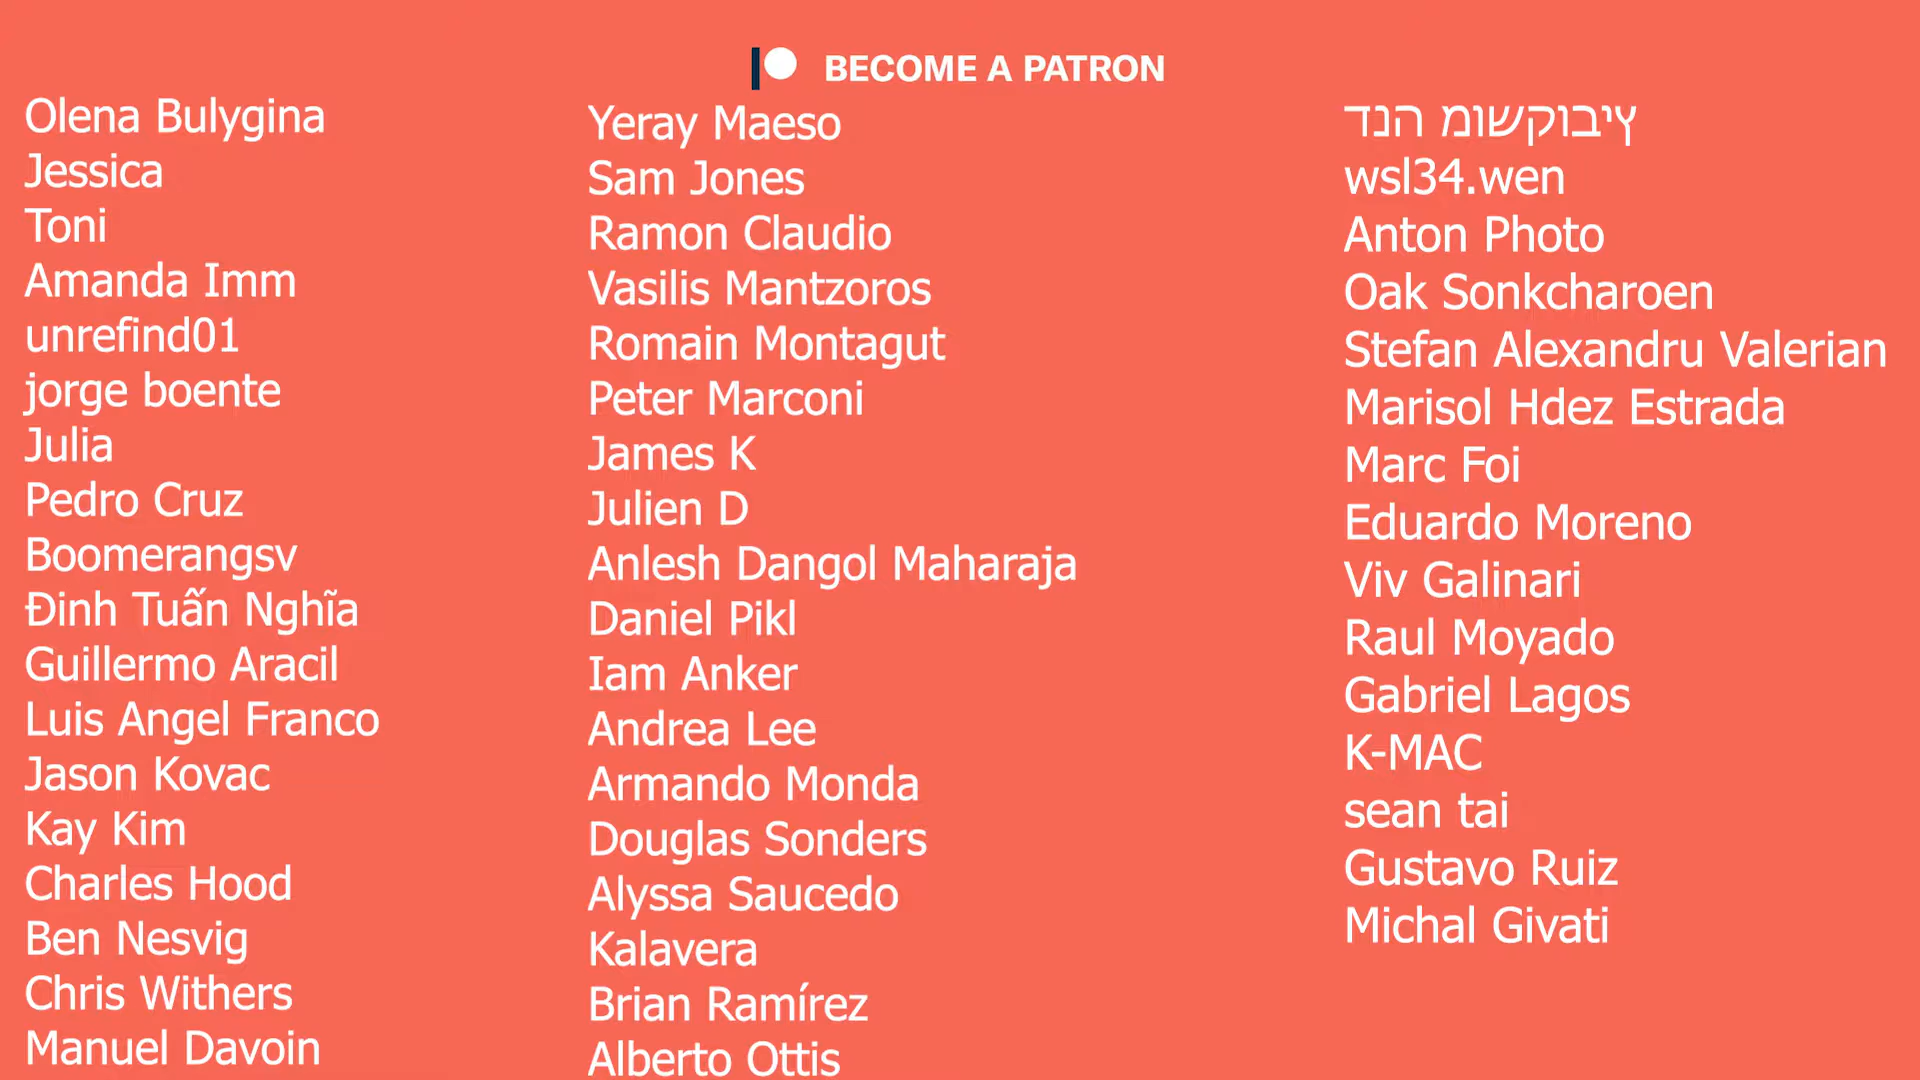 BECOME A PATRON
Olena Bulygina
Jessica
Toni
Amanda Imm
unrefind01
jorge boente
Julia
Pedro Cruz
Boomerangsv
Đinh Tuấn Nghĩa
Guillermo Aracil
Luis Angel Franco
Jason Kovac
Kay Kim
Charles Hood
Ben Nesvig
Chris Withers
Manuel Davoin
Yeray Maeso
Sam Jones
Ramon Claudio
Vasilis Mantzoros
Romain Montagut
Peter Marconi
James K
Julien D
Anlesh Dangol Maharaja
Daniel Pikl
Iam Anker
Andrea Lee
Armando Monda
Douglas Sonders
Alyssa Saucedo
Kalavera
Brian Ramírez
Alberto Ottis
דנה מושקוביץ
wsl34.wen
Anton Photo
Oak Sonkcharoen
Stefan Alexandru Valerian
Marisol Hdez Estrada
Marc Foi
Eduardo Moreno
Viv Galinari
Raul Moyado
Gabriel Lagos
K-MAC
sean tai
Gustavo Ruiz
Michal Givati